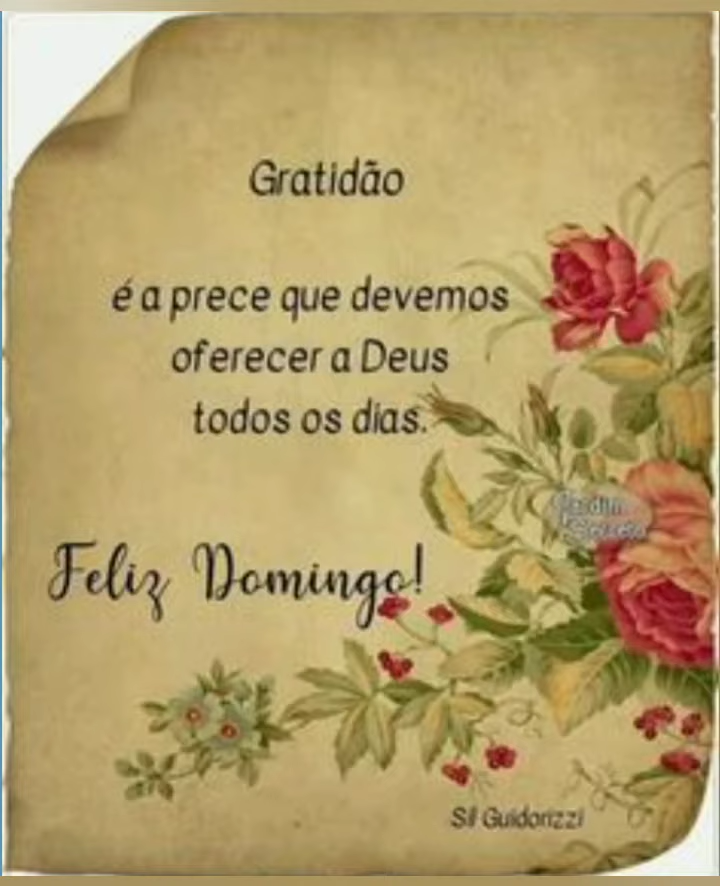 Gratidão
é a prece que devemos
oferecer a Deus
todos os dias.
Feliz Domingo!
Sil Guidorizzi